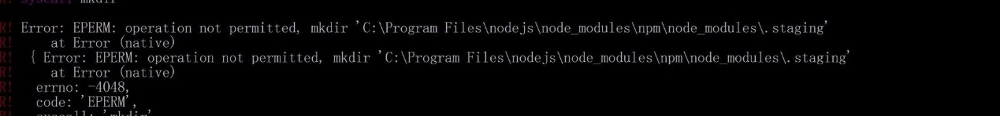 R! syscall mkdir
R! Error: EPERM: operation not permitted, mkdir 'C:\Program Files\nodejs\node_modules\npm\node_modules\.staging'
R!     at Error (native)
R!  { Error: EPERM: operation not permitted, mkdir 'C:\Program Files\nodejs\node_modules\npm\node_modules\.staging'
R!     at Error (native)
R!   errno: -4048,
R!   code: 'EPERM',
R!   syscall: 'mkdir'